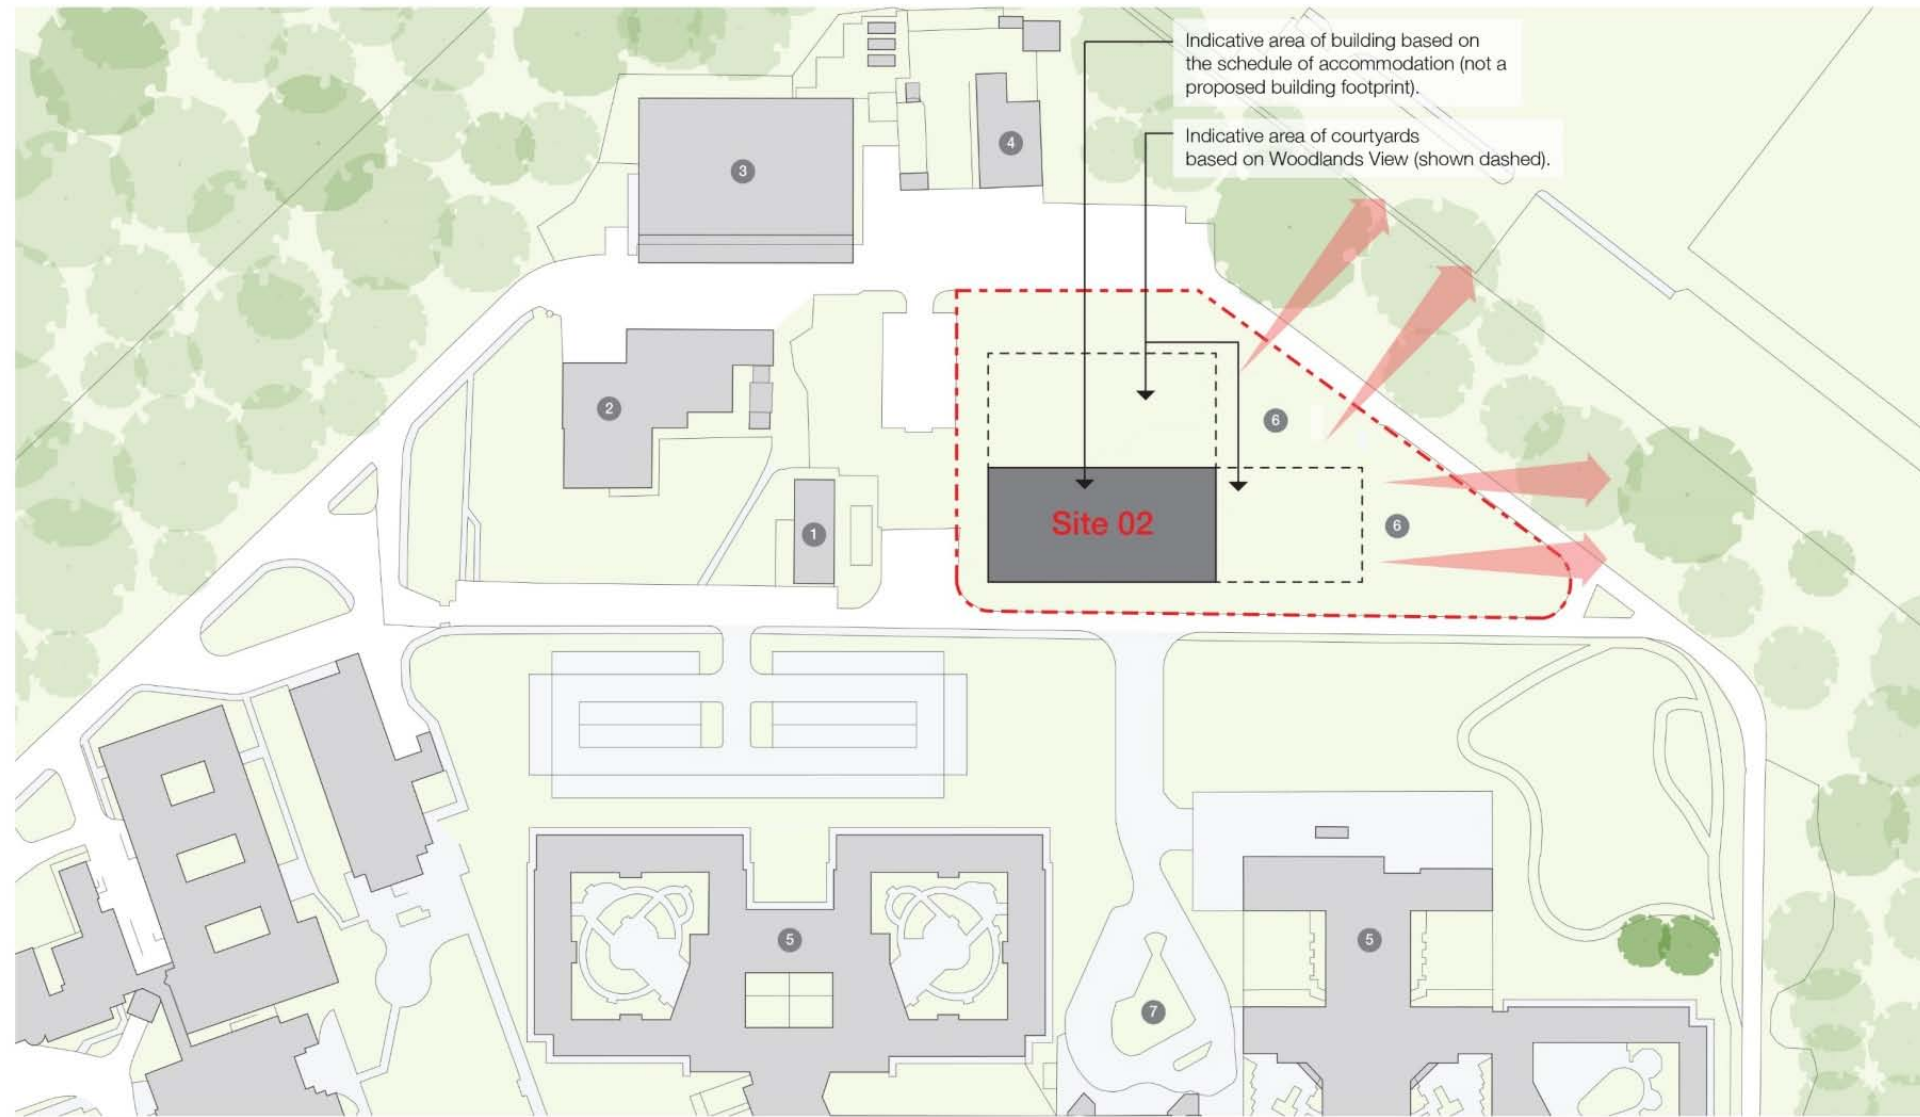 Indicative area of building based on
the schedule of accommodation (not a
proposed building footprint).
Indicative area of courtyards
based on Woodlands View (shown dashed).
3
4
2
6
1
Site 02
6
5
5
7